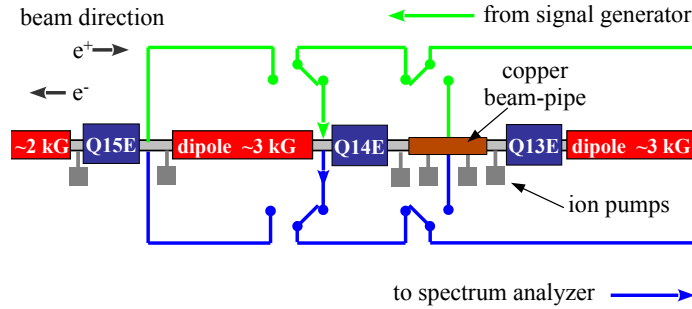 beam direction
from signal generator
e+
e-
copper
beam-pipe
~2 kG
Q15E
dipole ~3 kG
Q14E
Q13E
dipole ~3 kG
ion pumps
to spectrum analyzer